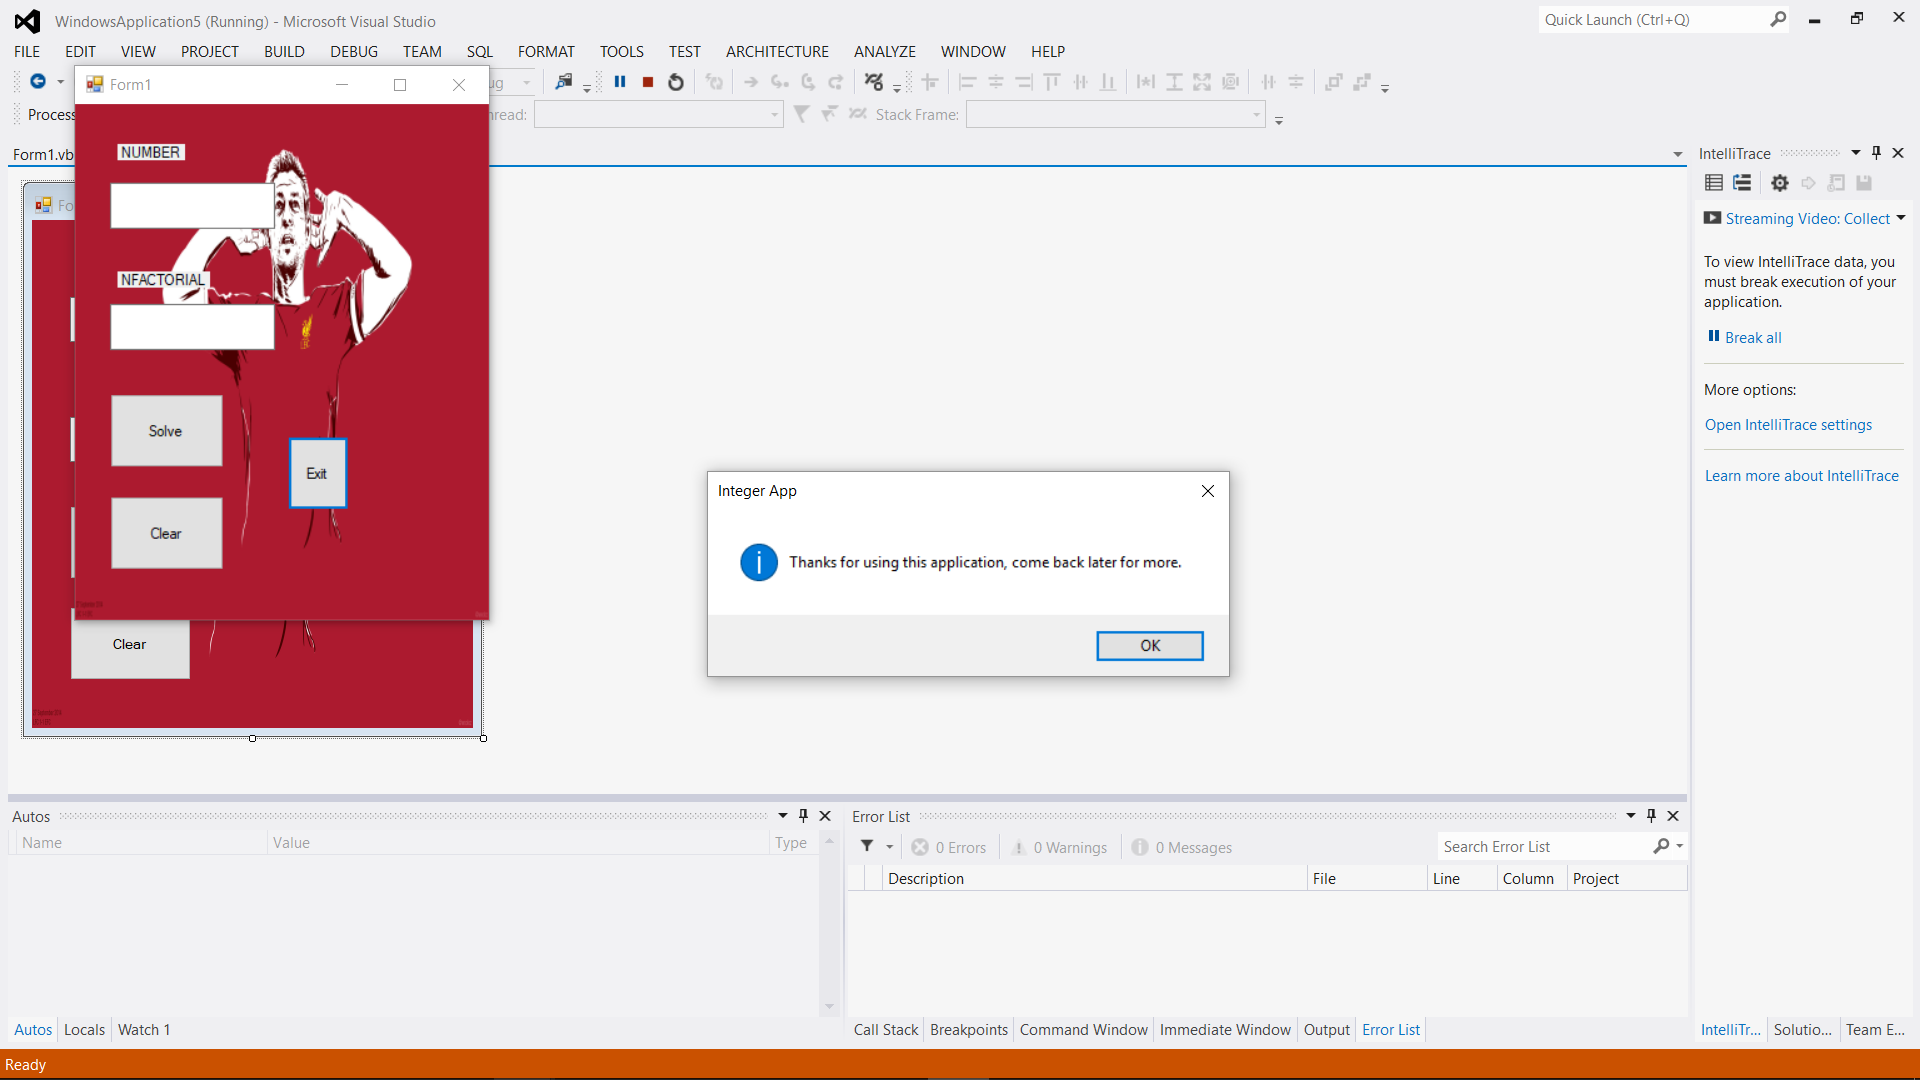 WindowsApplication5 (Running) - Microsoft Visual Studio
Quick Launch (Ctrl+Q)
FILE EDIT VIEW PROJECT BUILD DEBUG TEAM SQL FORMAT TOOLS TEST ARCHITECTURE ANALYZE WINDOW HELP
Form1
Process
Stack Frame:
Form1.vb
NUMBER
NFACTORIAL
Solve
Exit
Clear
Clear
Integer App
Thanks for using this application, come back later for more.
OK
IntelliTrace
Streaming Video: Collect
To view IntelliTrace data, you
must break execution of your
application.
Break all
More options:
Open IntelliTrace settings
Learn more about IntelliTrace
Autos
Name Value Type
Autos Locals Watch 1
Error List
0 Errors 0 Warnings 0 Messages
Search Error List
Description File Line Column Project
Call Stack Breakpoints Command Window Immediate Window Output Error List
IntelliTr... Solutio... Team E...
Ready